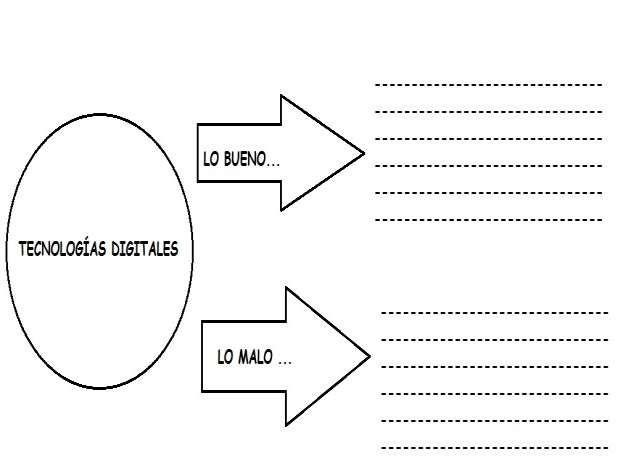 LO BUENO...
TECNOLOGÍAS DIGITALES
LO MALO ...